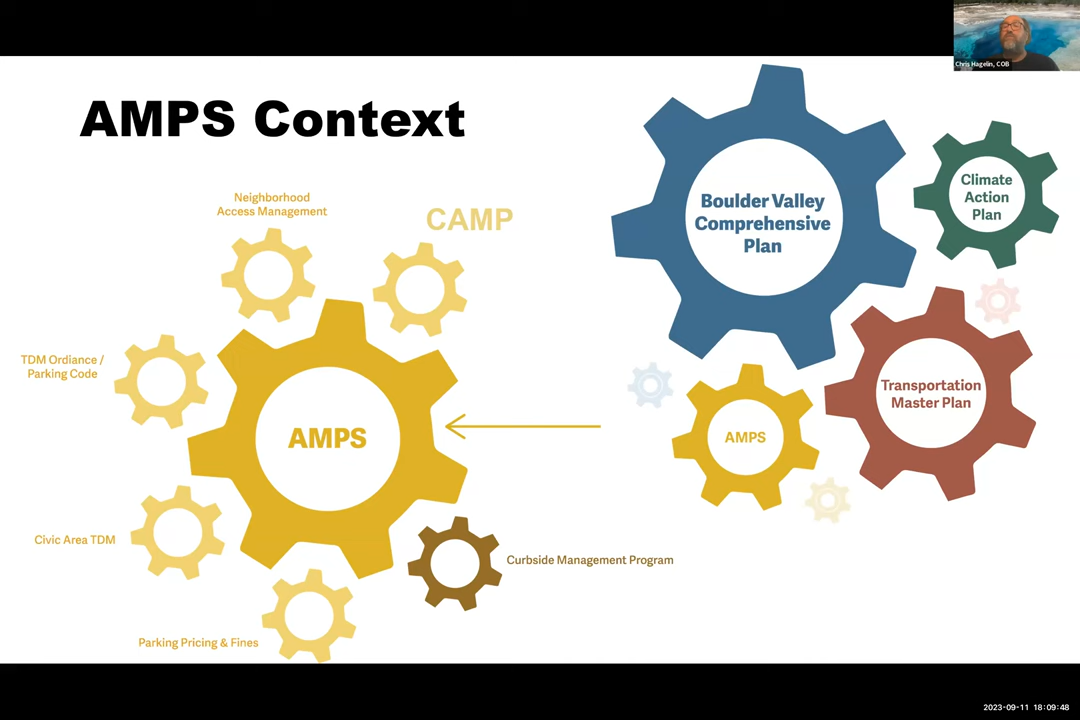 AMPS Context
Chris Hagelin, COB
Neighborhood
Access Management
CAMP
TDM Ordiance /
Parking Code
AMPS
Civic Area TDM
Parking Pricing & Fines
Curbside Management Program
Boulder Valley
Comprehensive
Plan
Climate
Action
Plan
Transportation
Master Plan
AMPS
2023-09-11 18:09:48